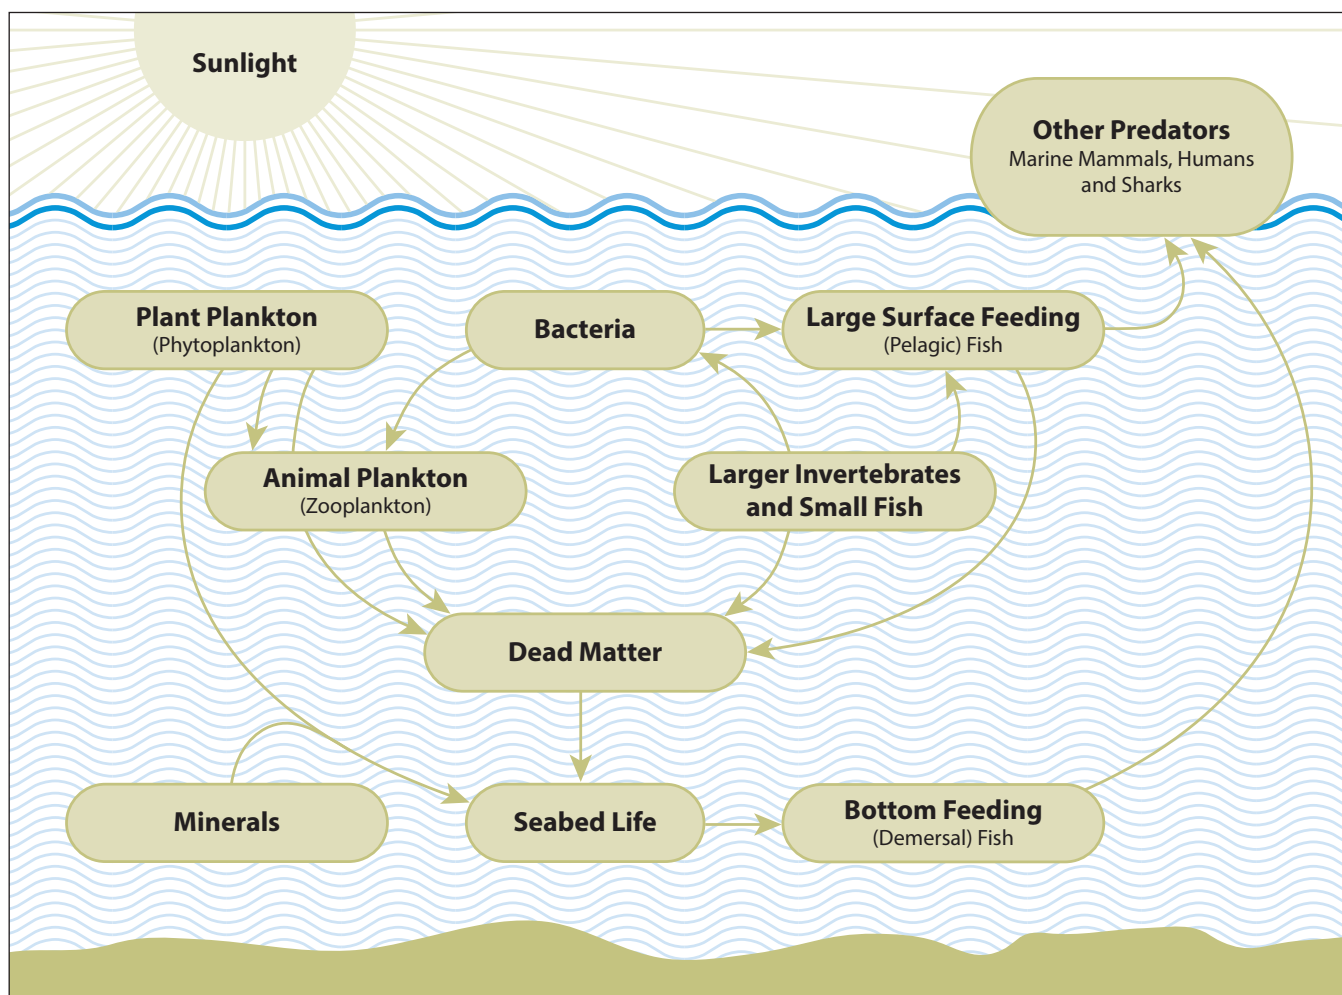 Sunlight
Other Predators
Marine Mammals, Humans
and Sharks
Plant Plankton
(Phytoplankton)
Bacteria
Large Surface Feeding
(Pelagic) Fish
Animal Plankton
(Zooplankton)
Larger Invertebrates
and Small Fish
Dead Matter
Minerals
Seabed Life
Bottom Feeding
(Demersal) Fish